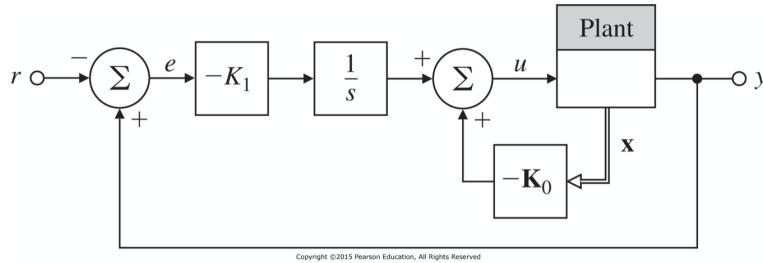 Plant
r − Σ e −K₁ 1/s + Σ u y
+ + x
−K₀
Copyright ©2015 Pearson Education, All Rights Reserved